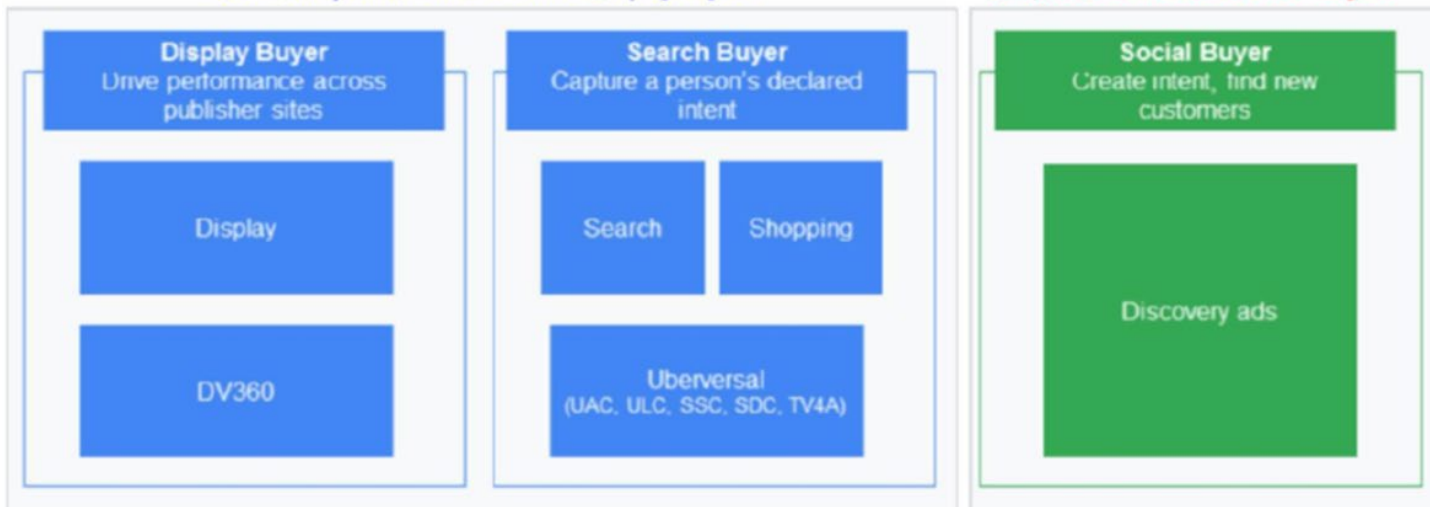 Display Buyer
Drive performance across
publisher sites
Display
DV360
Search Buyer
Capture a person's declared
intent
Search
Shopping
Uberversal
(UAC, ULC, SSC, SDC, TV4A)
Social Buyer
Create intent, find new
customers
Discovery ads